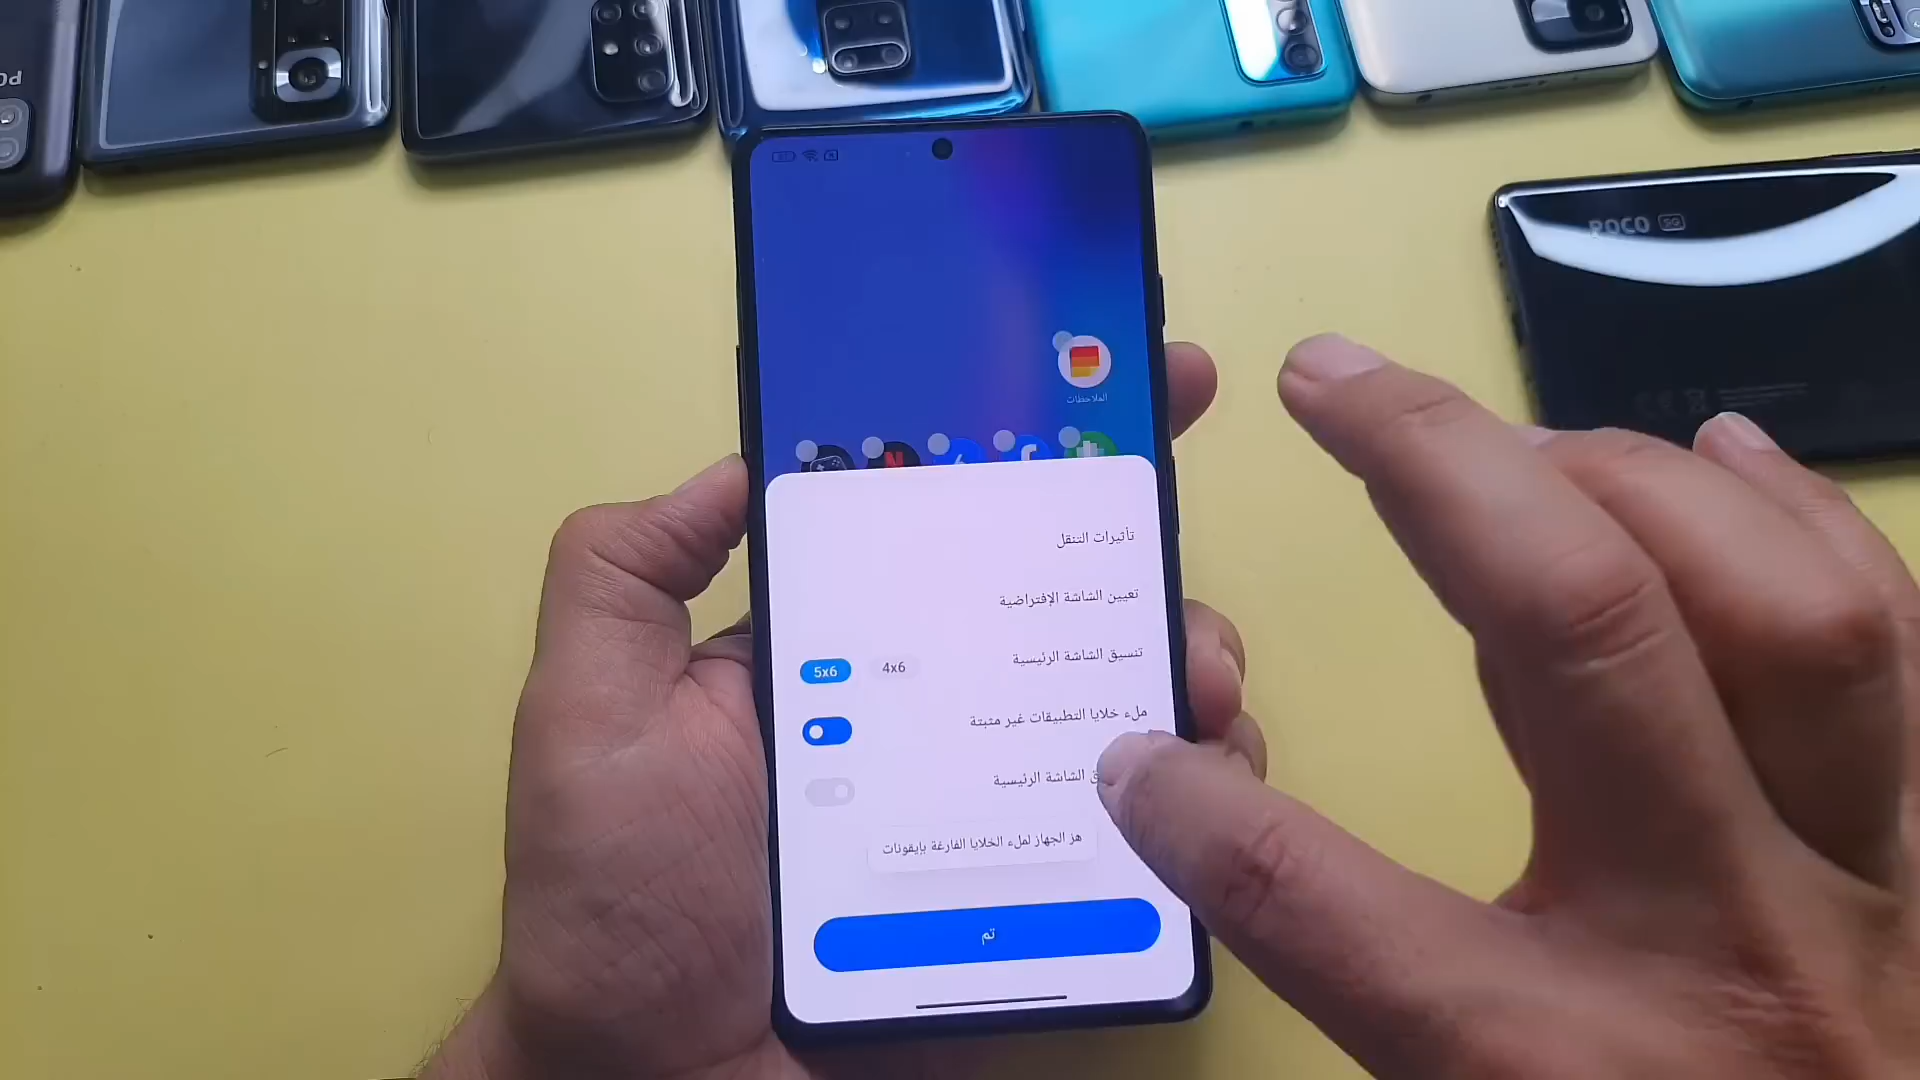 POCO 5G
الملاحظات
تأثيرات التنقل
تعيين الشاشة الإفتراضية
تنسيق الشاشة الرئيسية
4x6
5x6
ملء خلايا التطبيقات غير مثبتة
الشاشة الرئيسية
هز الجهاز لملء الخلايا الفارغة بإيقونات
تم